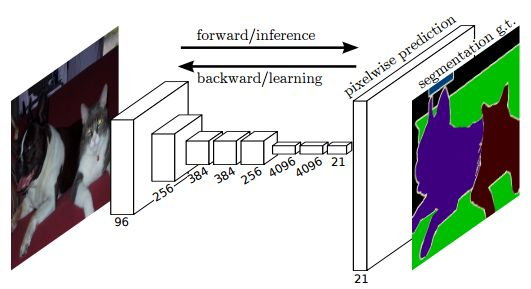 forward/inference
backward/learning
pixelwise prediction
segmentation g.t.
96
256
384
384
256
4096
4096
21
21